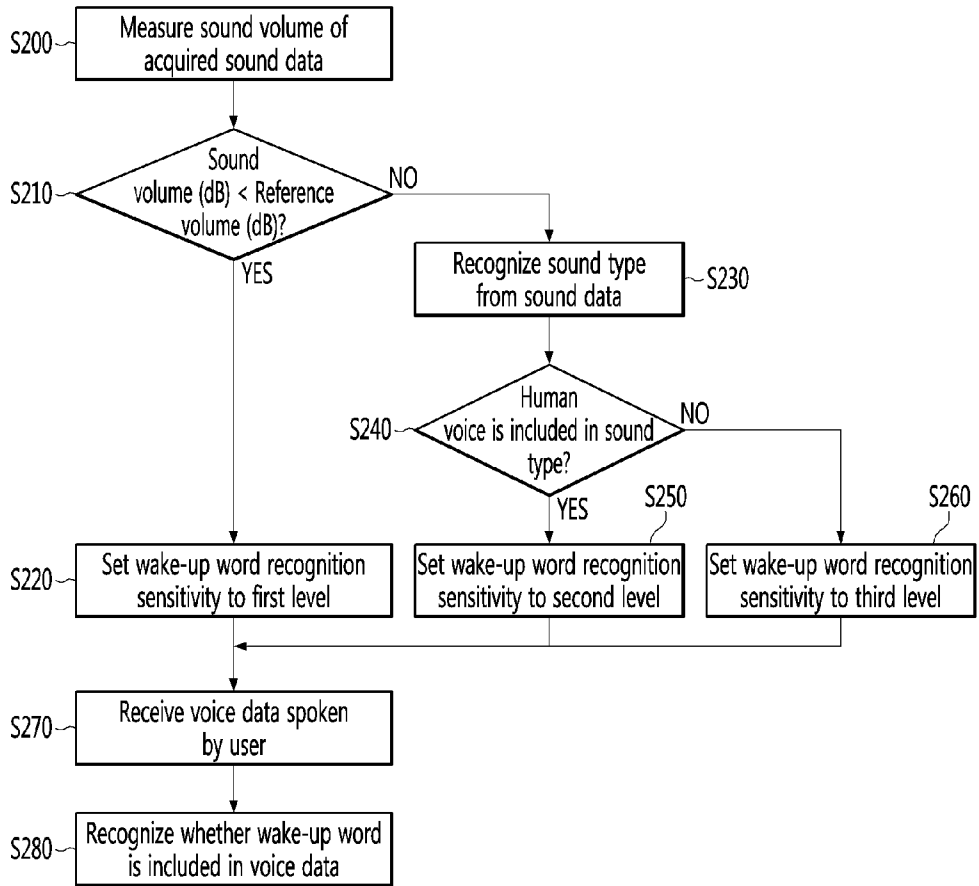 S200
Measure sound volume of
acquired sound data
S210
Sound
volume (dB) < Reference
volume (dB)?
NO
YES
Recognize sound type
from sound data
S230
S240
Human
voice is included in sound
type?
NO
YES
S250
S260
S220
Set wake-up word recognition
sensitivity to first level
Set wake-up word recognition
sensitivity to second level
Set wake-up word recognition
sensitivity to third level
S270
Receive voice data spoken
by user
S280
Recognize whether wake-up word
is included in voice data